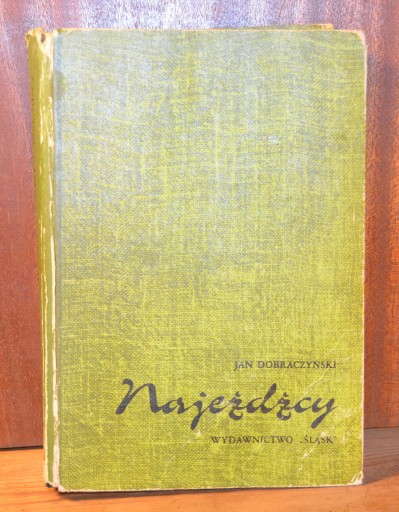 JAN DOBRACZYŃSKI
Najeźdźcy
WYDAWNICTWO „ŚLĄSK"